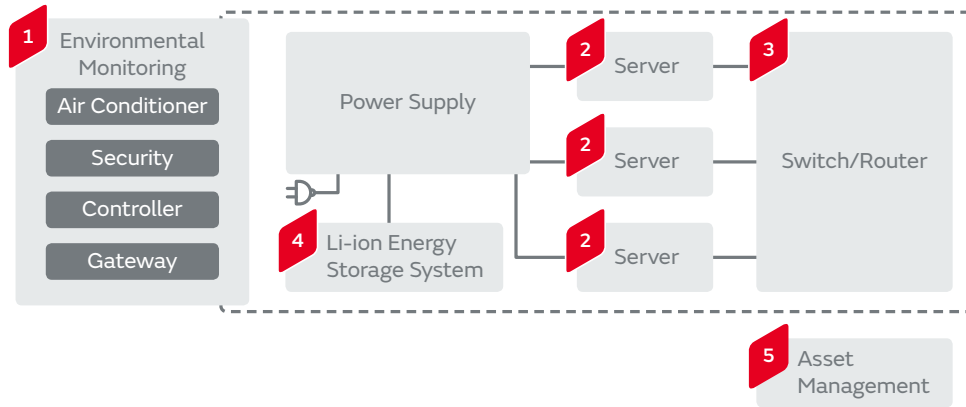 1
Environmental
Monitoring
Air Conditioner
Security
Controller
Gateway
Power Supply
4
Li-ion Energy
Storage System
2
Server
2
Server
2
Server
3
Switch/Router
5
Asset
Management